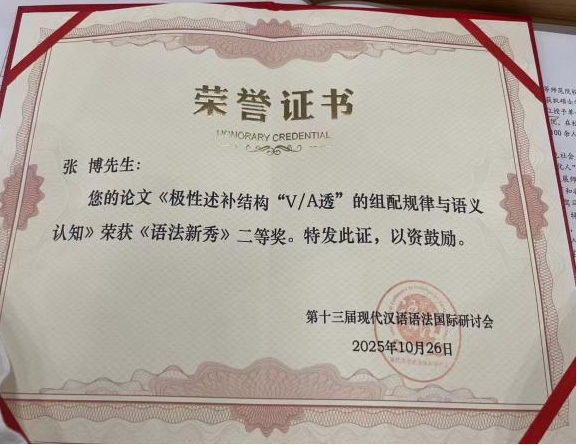 荣誉证书
HONORARY CREDENTIAL
张 博先生：
您的论文《极性述补结构“V/A透”的组配规律与语义
认知》荣获《语法新秀》二等奖。特发此证，以资鼓励。
第十三届现代汉语语法国际研讨会
2025年10月26日